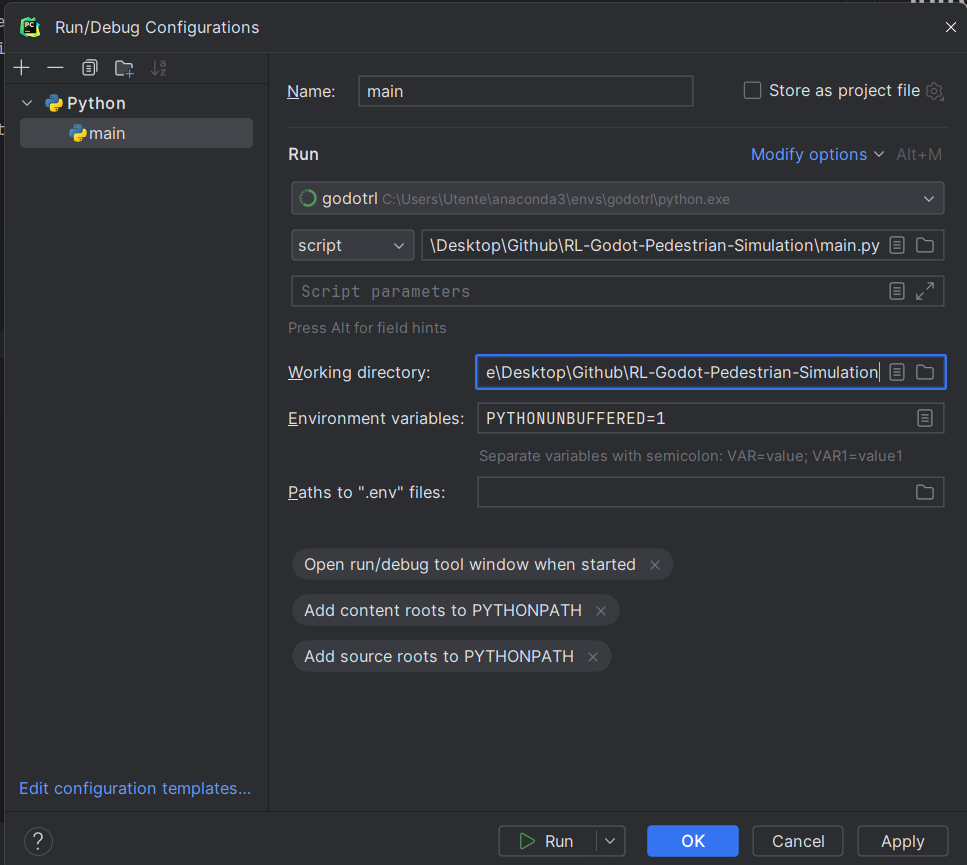 Run/Debug Configurations
Python
main
Name: main Store as project file
Run Modify options Alt+M
godotrl C:\Users\Utente\anaconda3\envs\godotrl\python.exe
script \Desktop\Github\RL-Godot-Pedestrian-Simulation\main.py
Script parameters
Press Alt for field hints
Working directory: e\Desktop\Github\RL-Godot-Pedestrian-Simulation
Environment variables: PYTHONUNBUFFERED=1
Separate variables with semicolon: VAR=value; VAR1=value1
Paths to ".env" files:
Open run/debug tool window when started
Add content roots to PYTHONPATH
Add source roots to PYTHONPATH
Edit configuration templates...
? Run OK Cancel Apply